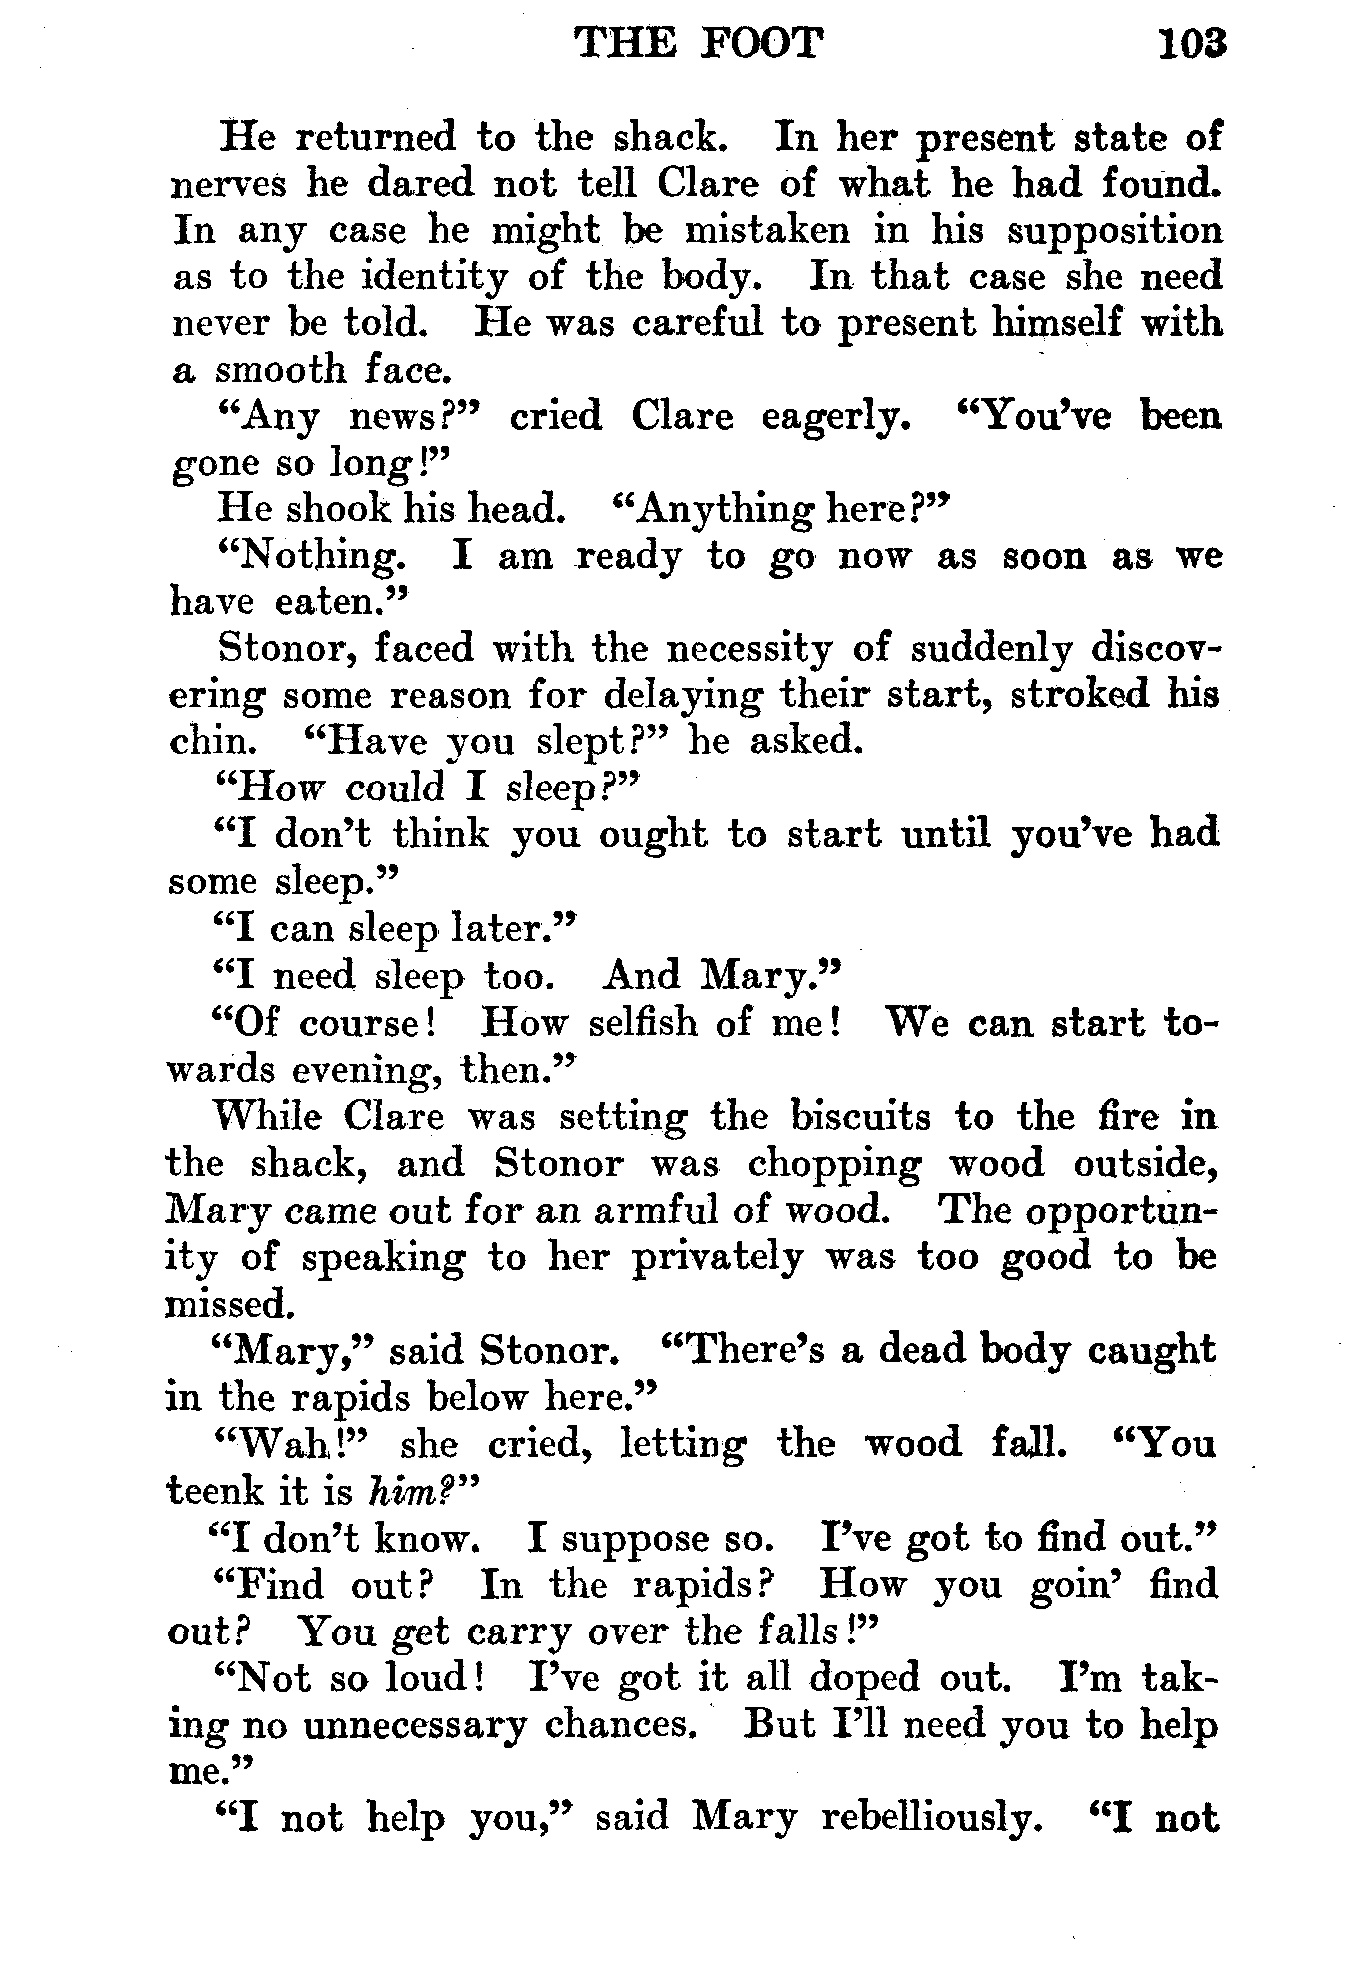 THE FOOT 103
He returned to the shack. In her present state of
nerves he dared not tell Clare of what he had found.
In any case he might be mistaken in his supposition
as to the identity of the body. In that case she need
never be told. He was careful to present himself with
a smooth face.
“Any news?” cried Clare eagerly. “You’ve been
gone so long!”
He shook his head. “Anything here?”
“Nothing. I am ready to go now as soon as we
have eaten.”
Stonor, faced with the necessity of suddenly discov-
ering some reason for delaying their start, stroked his
chin. “Have you slept?” he asked.
“How could I sleep?”
“I don’t think you ought to start until you’ve had
some sleep.”
“I can sleep later.”
“I need sleep too. And Mary.”
“Of course! How selfish of me! We can start to-
wards evening, then.”
While Clare was setting the biscuits to the fire in
the shack, and Stonor was chopping wood outside,
Mary came out for an armful of wood. The opportun-
ity of speaking to her privately was too good to be
missed.
“Mary,” said Stonor. “There’s a dead body caught
in the rapids below here.”
“Wah!” she cried, letting the wood fall. “You
teenk it is him?”
“I don’t know. I suppose so. I’ve got to find out.”
“Find out? In the rapids? How you goin’ find
out? You get carry over the falls!”
“Not so loud! I’ve got it all doped out. I’m tak-
ing no unnecessary chances. But I’ll need you to help
me.”
“I not help you,” said Mary rebelliously. “I not